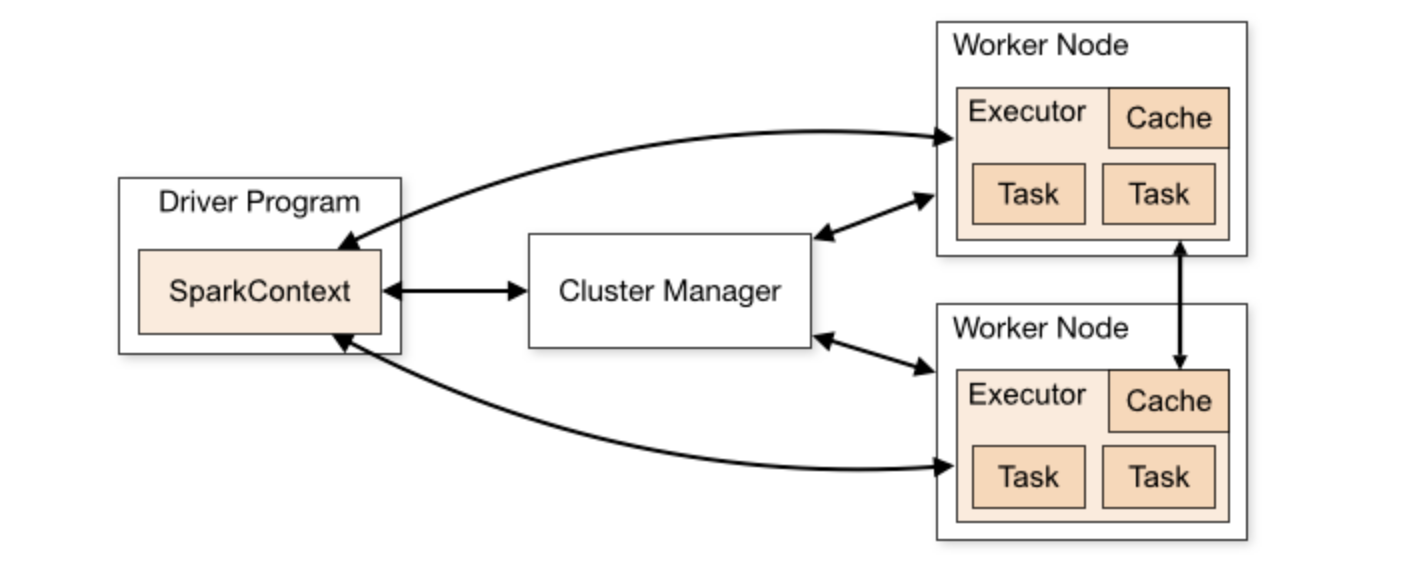 Driver Program
SparkContext
Cluster Manager
Worker Node
Executor
Cache
Task
Task
Worker Node
Executor
Cache
Task
Task